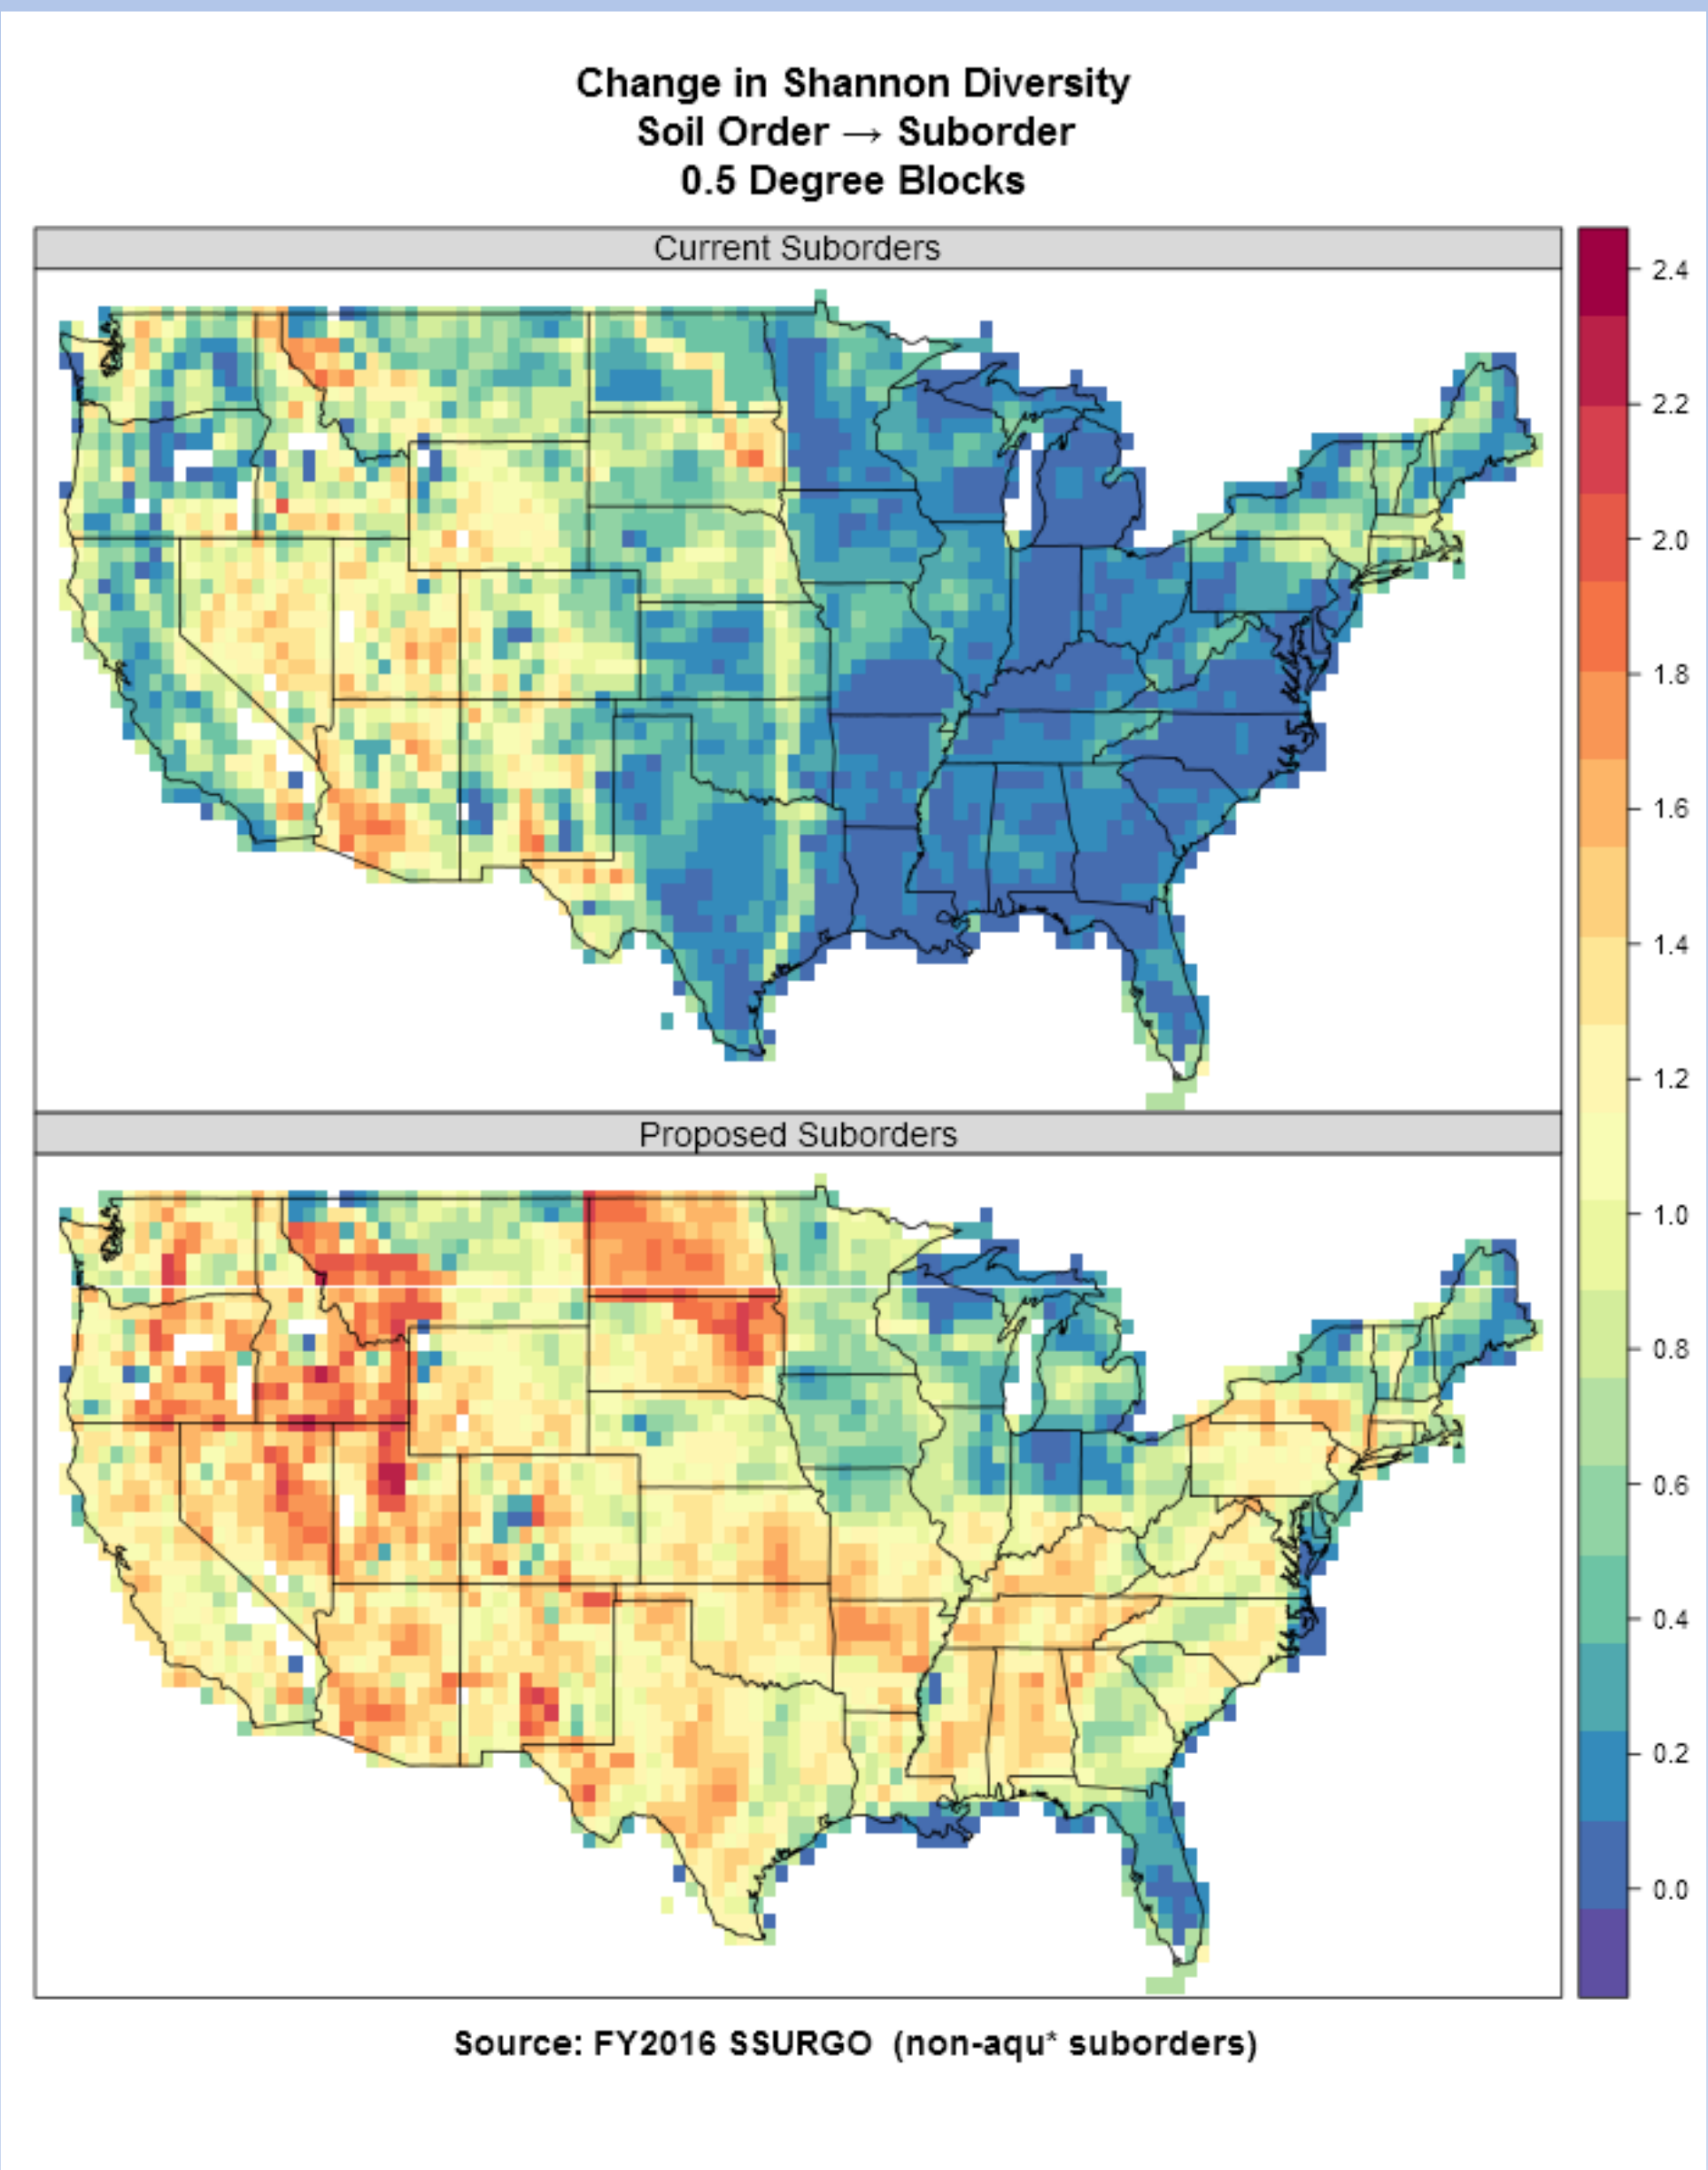 Change in Shannon Diversity
Soil Order → Suborder
0.5 Degree Blocks
Current Suborders
2.4
2.2
2.0
1.8
1.6
1.4
1.2
1.0
0.8
0.6
0.4
0.2
0.0
Proposed Suborders
Source: FY2016 SSURGO (non-aqu* suborders)